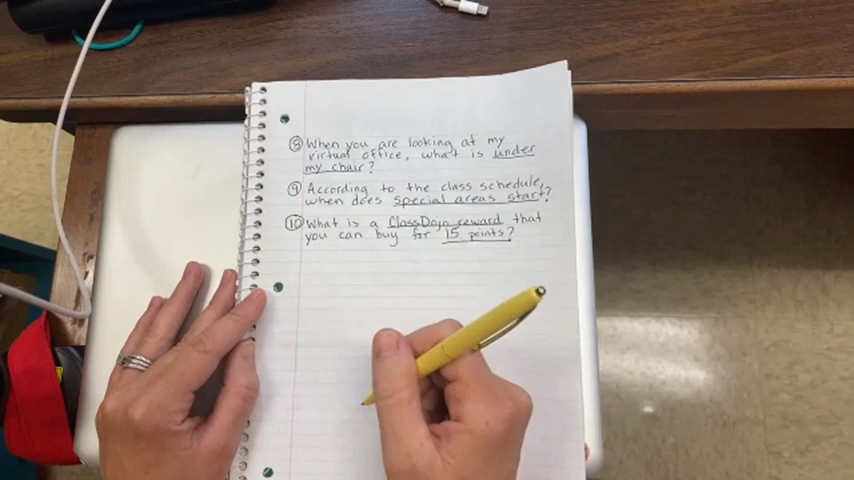 ⑧ When you are looking at my
virtual office, what is under
my chair?
⑨ According to the class schedule,
when does special areas start?
⑩ What is a ClassDojo reward that
you can buy for 15 points?